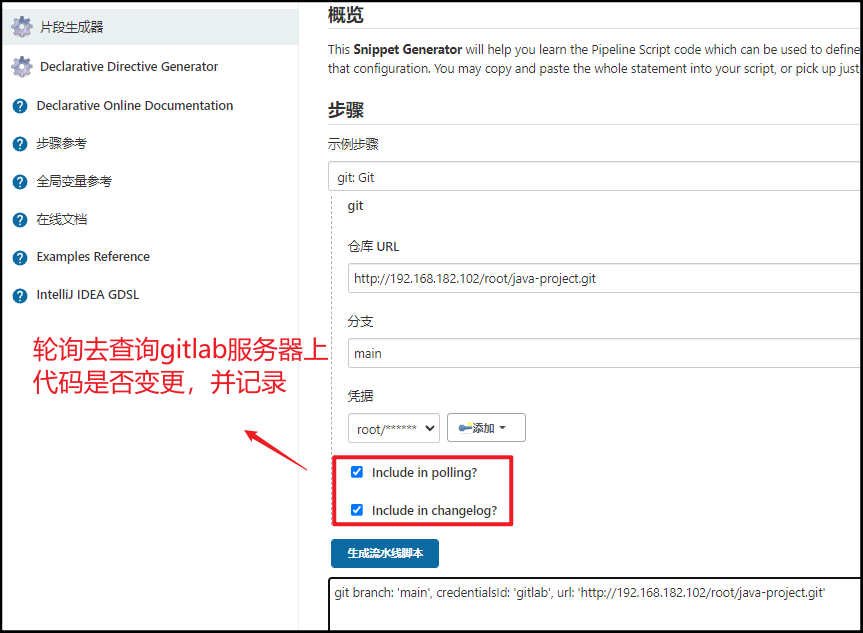 片段生成器
Declarative Directive Generator
Declarative Online Documentation
步骤参考
全局变量参考
在线文档
Examples Reference
IntelliJ IDEA GDSL
轮询去查询gitlab服务器上
代码是否变更，并记录
概览
This Snippet Generator will help you learn the Pipeline Script code which can be used to define
that configuration. You may copy and paste the whole statement into your script, or pick up just
步骤
示例步骤
git: Git
git
仓库 URL
http://192.168.182.102/root/java-project.git
分支
main
凭据
root/******
添加
Include in polling?
Include in changelog?
生成流水线脚本
git branch: 'main', credentialsId: 'gitlab', url: 'http://192.168.182.102/root/java-project.git'